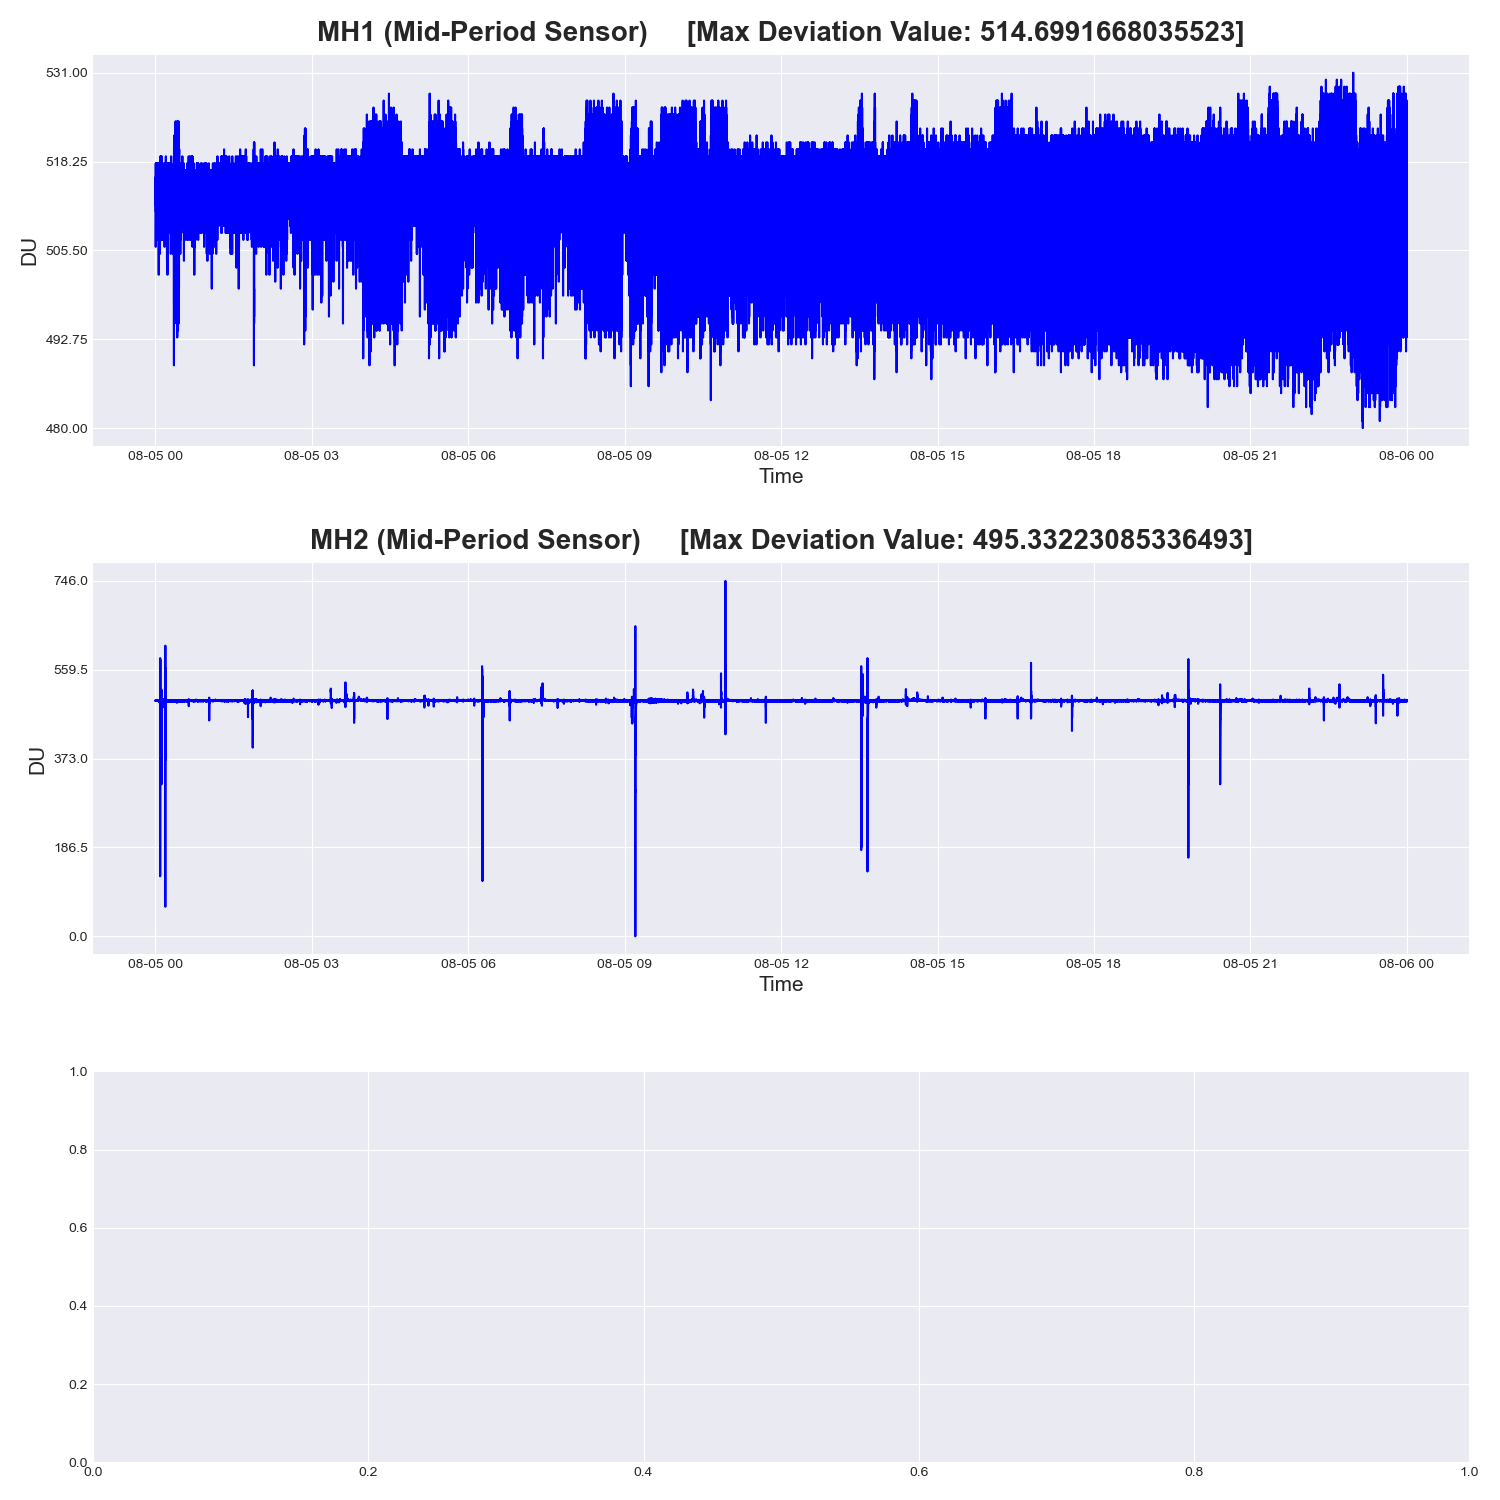 MH1 (Mid-Period Sensor) [Max Deviation Value: 514.6991668035523]
531.00
518.25
505.50
492.75
480.00
DU
08-05 00 08-05 03 08-05 06 08-05 09 08-05 12 08-05 15 08-05 18 08-05 21 08-06 00
Time
MH2 (Mid-Period Sensor) [Max Deviation Value: 495.33223085336493]
746.0
559.5
373.0
186.5
0.0
DU
08-05 00 08-05 03 08-05 06 08-05 09 08-05 12 08-05 15 08-05 18 08-05 21 08-06 00
Time
1.0
0.8
0.6
0.4
0.2
0.0
0.0 0.2 0.4 0.6 0.8 1.0